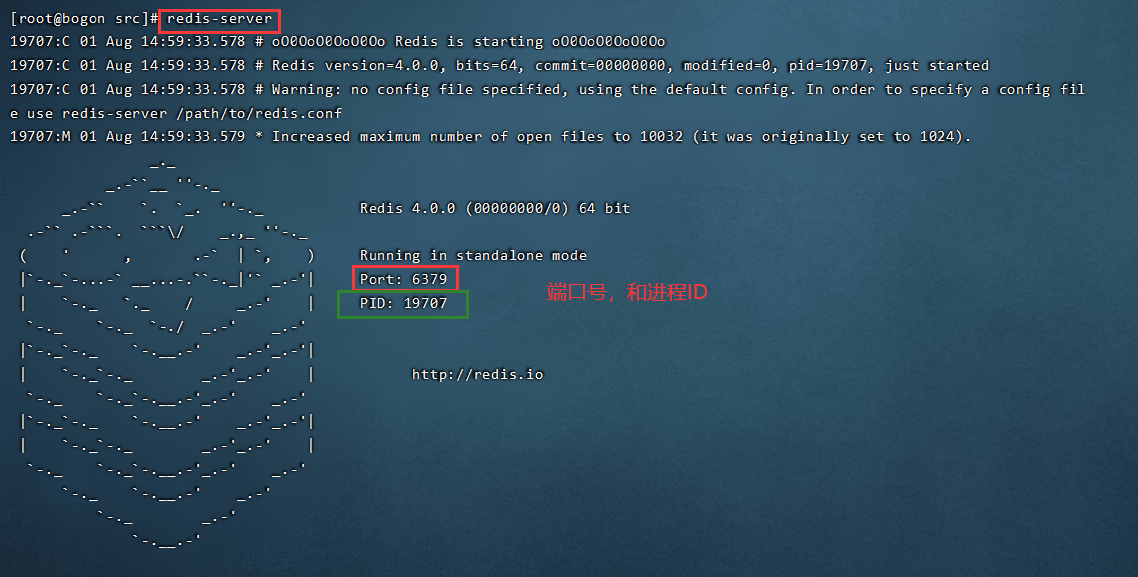 [root@bogon src]# redis-server
19707:C 01 Aug 14:59:33.578 # oO0OoO0OoO0Oo Redis is starting oO0OoO0OoO0Oo
19707:C 01 Aug 14:59:33.578 # Redis version=4.0.0, bits=64, commit=00000000, modified=0, pid=19707, just started
19707:C 01 Aug 14:59:33.578 # Warning: no config file specified, using the default config. In order to specify a config fil
e use redis-server /path/to/redis.conf
19707:M 01 Aug 14:59:33.579 * Increased maximum number of open files to 10032 (it was originally set to 1024).
Redis 4.0.0 (00000000/0) 64 bit
Running in standalone mode
Port: 6379
端口号，和进程ID
PID: 19707
http://redis.io